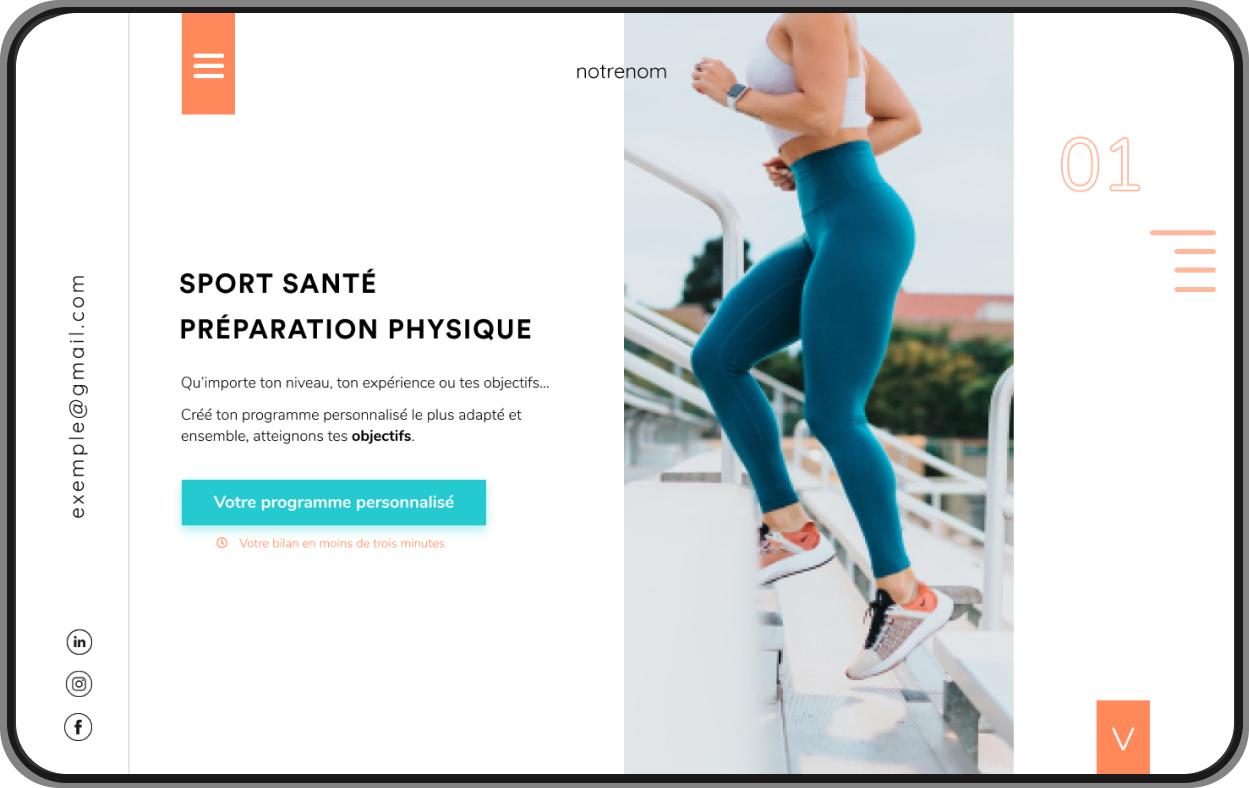 notrenom
01
SPORT SANTÉ
PRÉPARATION PHYSIQUE
Qu'importe ton niveau, ton expérience ou tes objectifs...
Créé ton programme personnalisé le plus adapté et
ensemble, atteignons tes objectifs.
Votre programme personnalisé
Votre bilan en moins de trois minutes
exemple@gmail.com
in
f
V